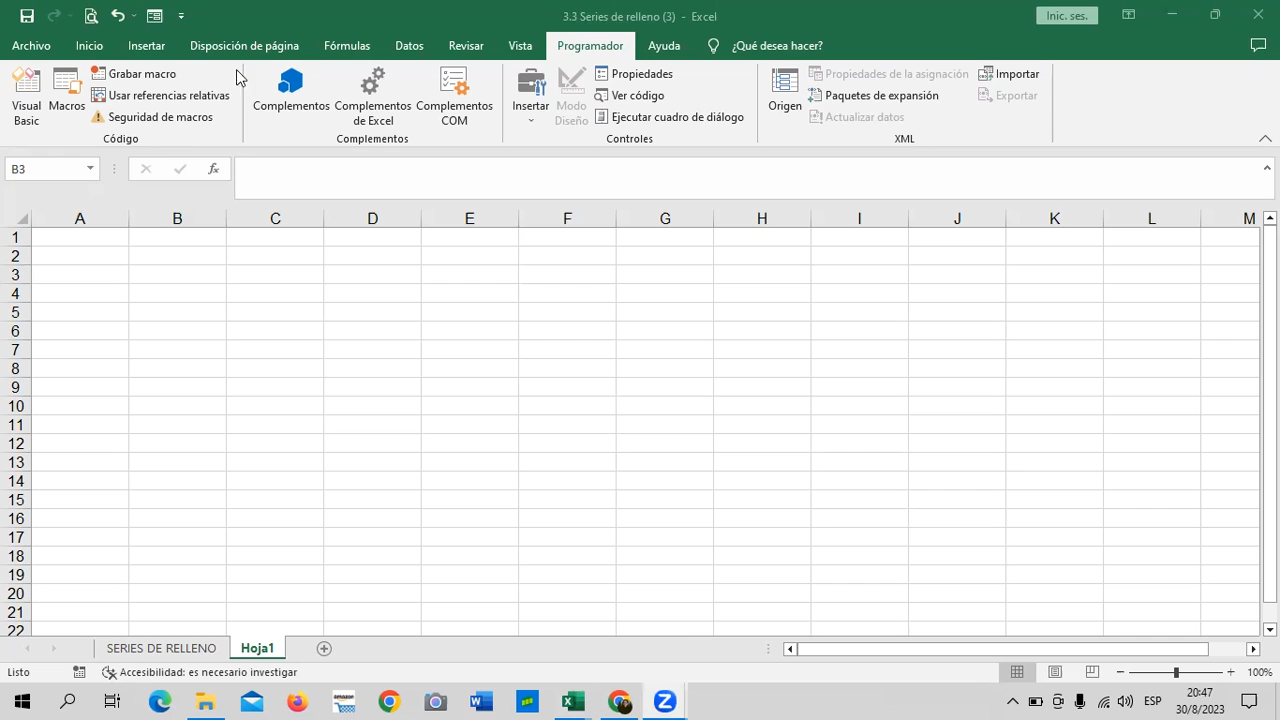 3.3 Series de relleno (3) - Excel
Inic. ses.
Archivo Inicio Insertar Disposición de página Fórmulas Datos Revisar Vista Programador Ayuda ¿Qué desea hacer?
Visual Basic
Macros
Grabar macro
Usar referencias relativas
Seguridad de macros
Código
Complementos
Complementos de Excel
Complementos COM
Complementos
Insertar
Modo Diseño
Propiedades
Ver código
Ejecutar cuadro de diálogo
Controles
Origen
Propiedades de la asignación
Paquetes de expansión
Actualizar datos
Importar
Exportar
XML
B3
fx
A B C D E F G H I J K L M
1
2
3
4
5
6
7
8
9
10
11
12
13
14
15
16
17
18
19
20
21
22
SERIES DE RELLENO Hoja1
Listo Accesibilidad: es necesario investigar 100%
ESP
20:47
30/8/2023